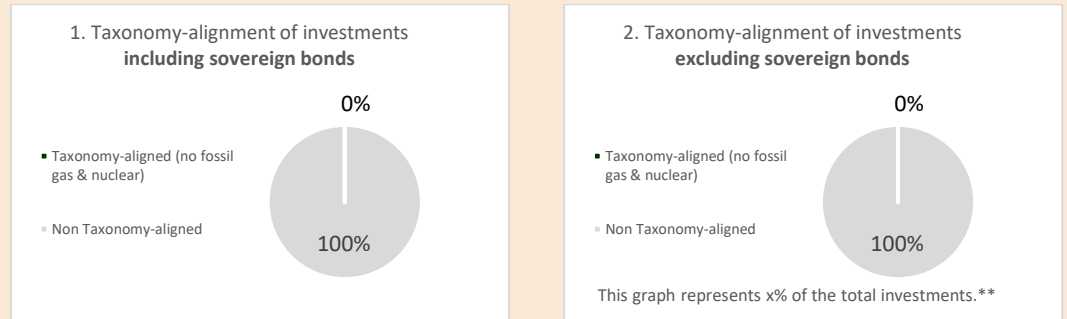 1. Taxonomy-alignment of investments
including sovereign bonds
0%
Taxonomy-aligned (no fossil
gas & nuclear)
Non Taxonomy-aligned
100%
2. Taxonomy-alignment of investments
excluding sovereign bonds
0%
Taxonomy-aligned (no fossil
gas & nuclear)
Non Taxonomy-aligned
100%
This graph represents x% of the total investments.**